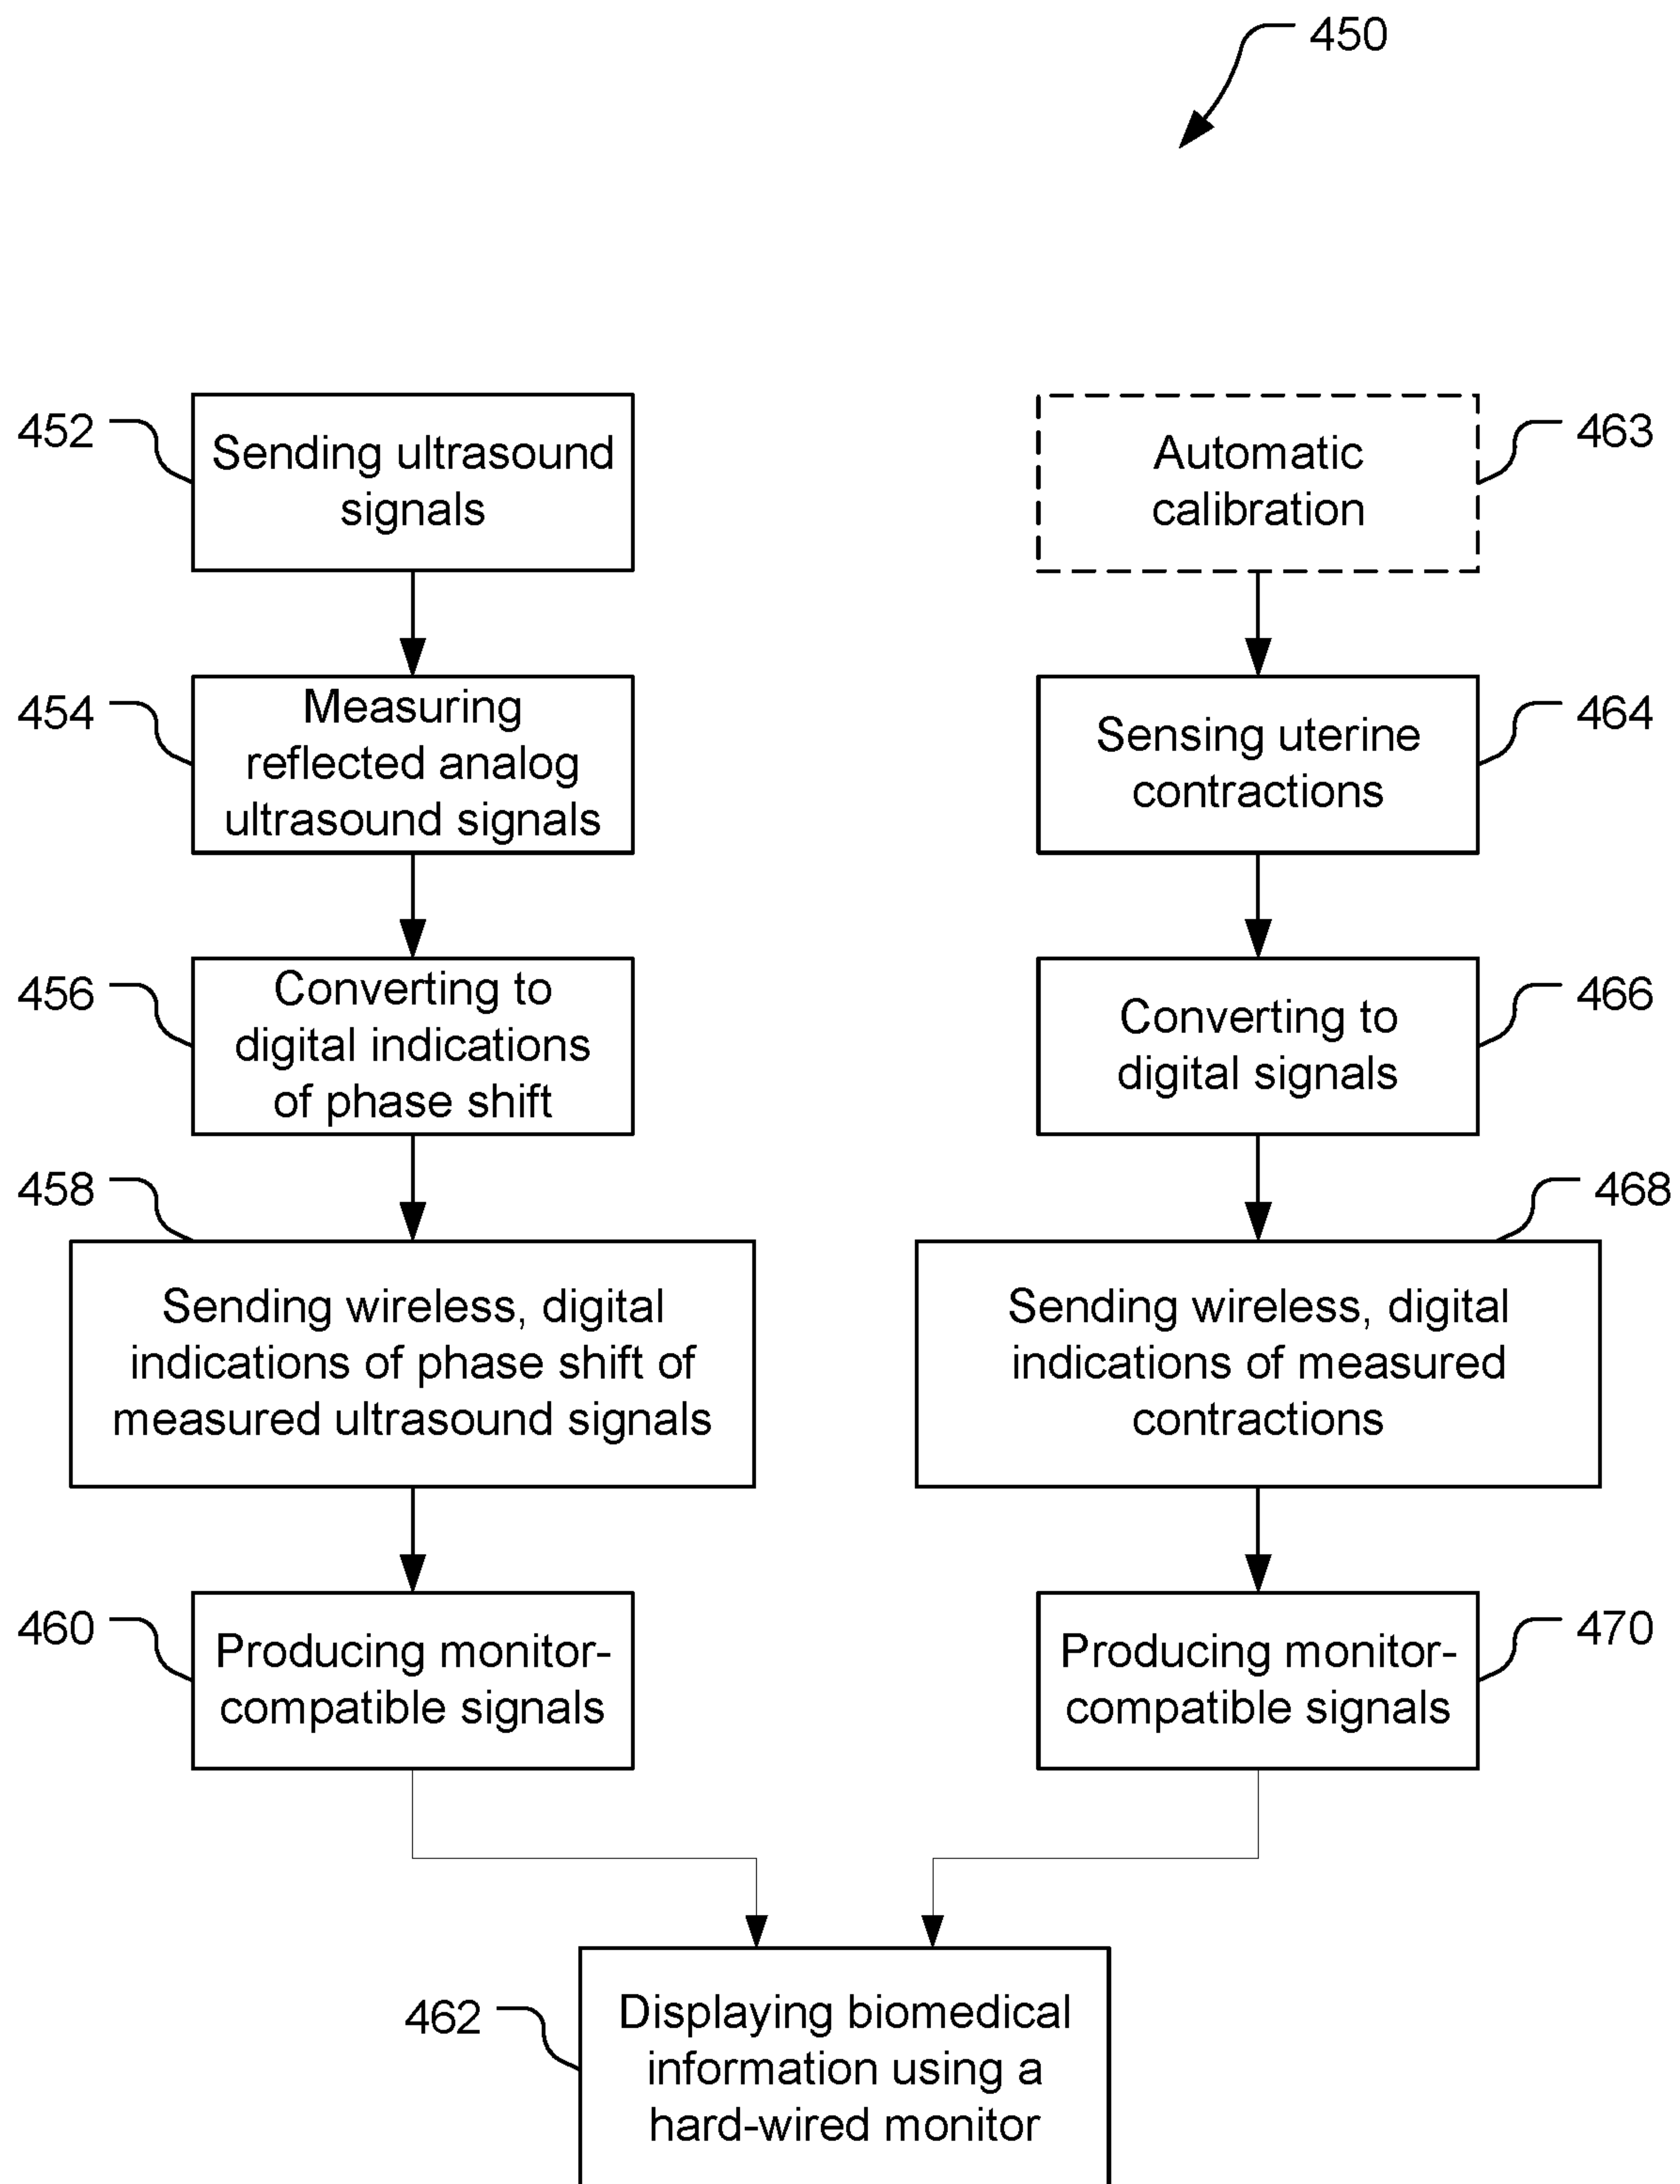 450
452
Sending ultrasound
signals
454
Measuring
reflected analog
ultrasound signals
456
Converting to
digital indications
of phase shift
458
Sending wireless, digital
indications of phase shift of
measured ultrasound signals
460
Producing monitor-
compatible signals
463
Automatic
calibration
464
Sensing uterine
contractions
466
Converting to
digital signals
468
Sending wireless, digital
indications of measured
contractions
470
Producing monitor-
compatible signals
462
Displaying biomedical
information using a
hard-wired monitor